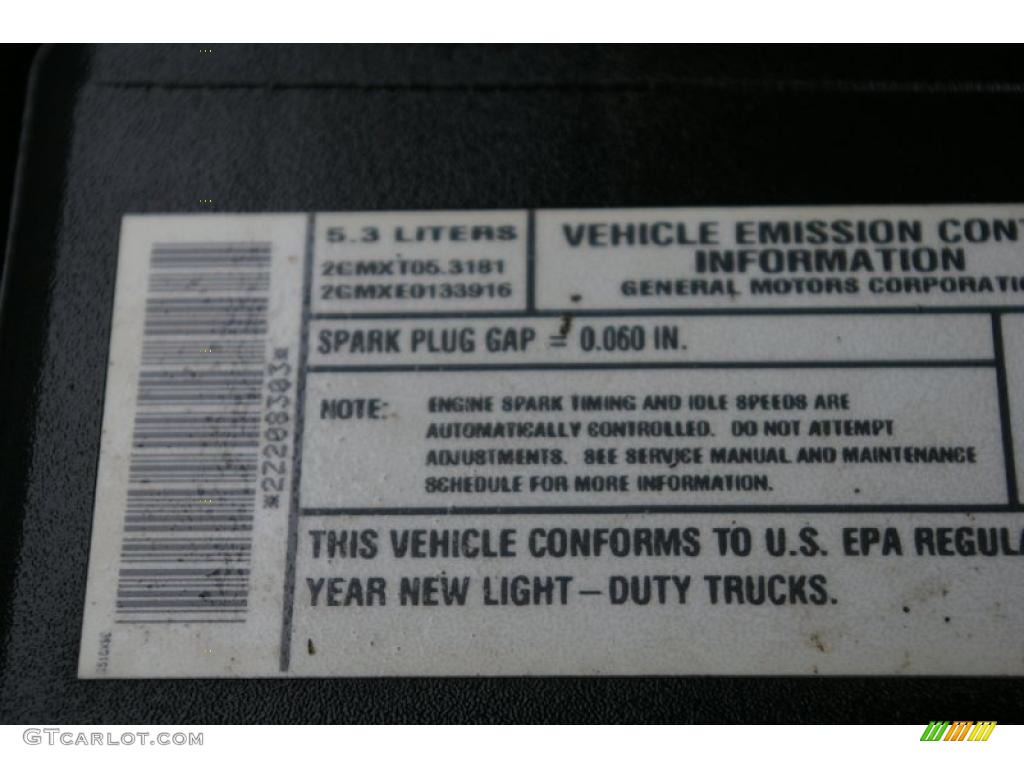 5.3 LITERS
2GMXT05.3181
2GMXE0133916
VEHICLE EMISSION CONT
INFORMATION
GENERAL MOTORS CORPORATIO
SPARK PLUG GAP = 0.060 IN.
NOTE: ENGINE SPARK TIMING AND IDLE SPEEDS ARE
AUTOMATICALLY CONTROLLED. DO NOT ATTEMPT
ADJUSTMENTS. SEE SERVICE MANUAL AND MAINTENANCE
SCHEDULE FOR MORE INFORMATION.
THIS VEHICLE CONFORMS TO U.S. EPA REGULA
YEAR NEW LIGHT-DUTY TRUCKS.
*22208303*
GTCARLOT.COM